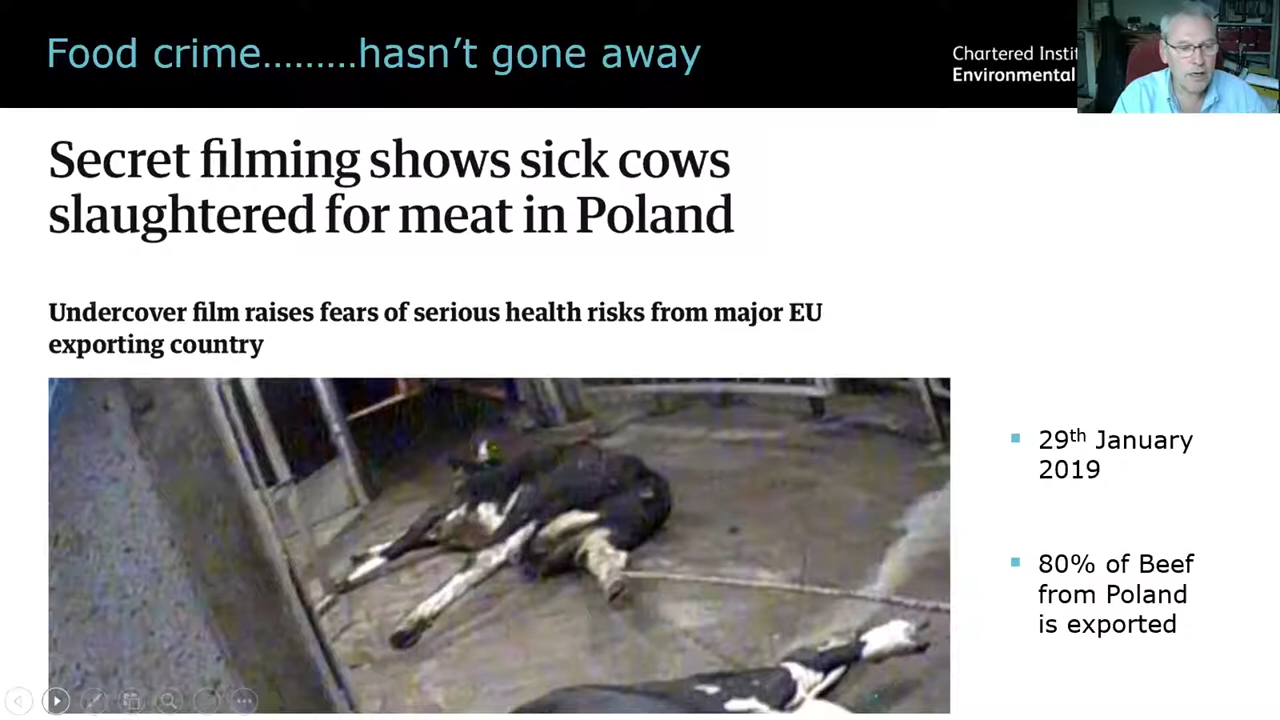 Food crime.........hasn't gone away
Chartered Instit
Environmental
Secret filming shows sick cows
slaughtered for meat in Poland
Undercover film raises fears of serious health risks from major EU
exporting country
29th January
2019
80% of Beef
from Poland
is exported